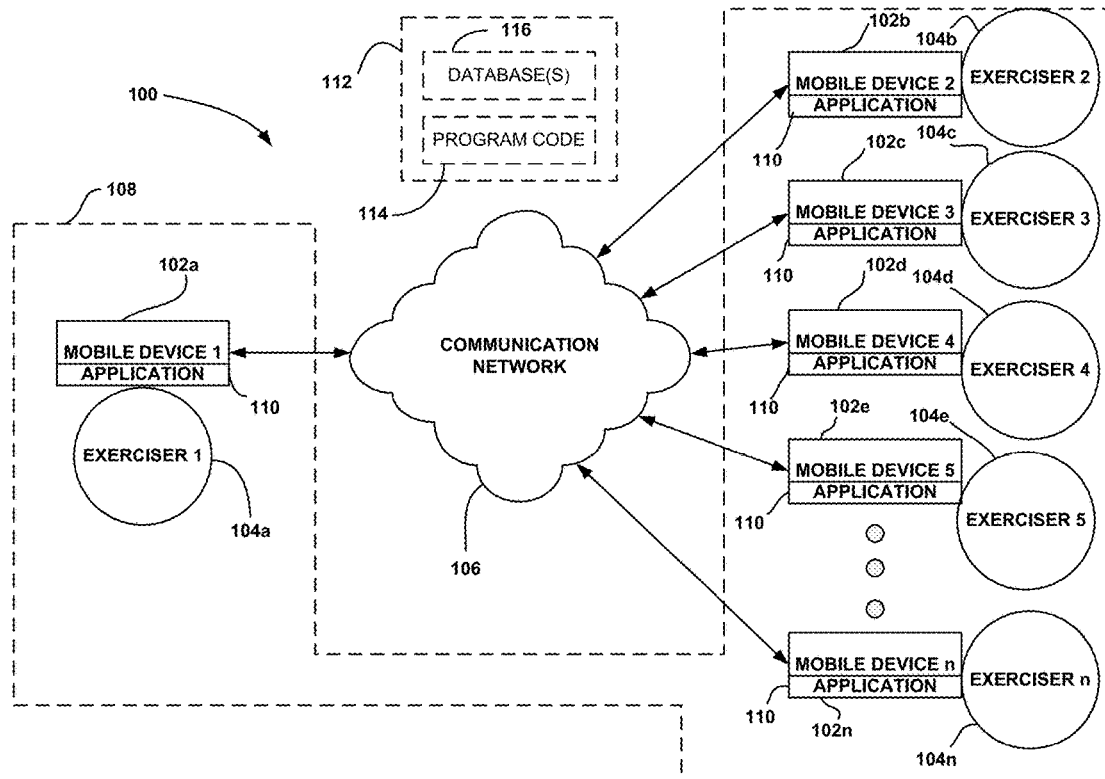 102b
104b
116
112
DATABASE(S)
MOBILE DEVICE 2
APPLICATION
EXERCISER 2
100
PROGRAM CODE
110
102c
104c
114
108
MOBILE DEVICE 3
APPLICATION
EXERCISER 3
110
102a
102d
104d
MOBILE DEVICE 1
APPLICATION
COMMUNICATION
NETWORK
MOBILE DEVICE 4
APPLICATION
EXERCISER 4
110
110
102e
104e
EXERCISER 1
MOBILE DEVICE 5
APPLICATION
110
EXERCISER 5
104a
106
MOBILE DEVICE n
APPLICATION
EXERCISER n
110
102n
104n